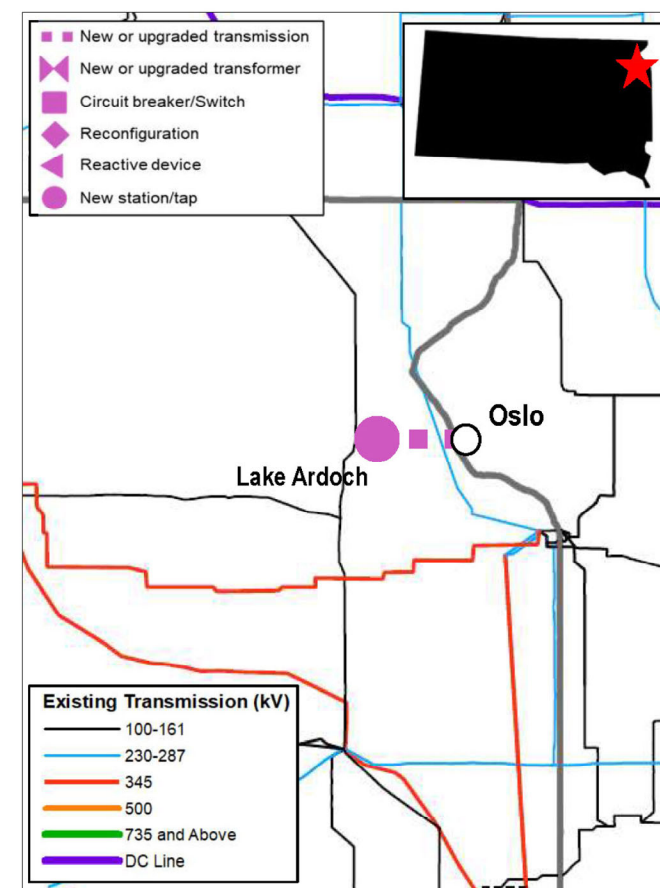 New or upgraded transmission
New or upgraded transformer
Circuit breaker/Switch
Reconfiguration
Reactive device
New station/tap
Oslo
Lake Ardoch
Existing Transmission (kV)
100-161
230-287
345
500
735 and Above
DC Line